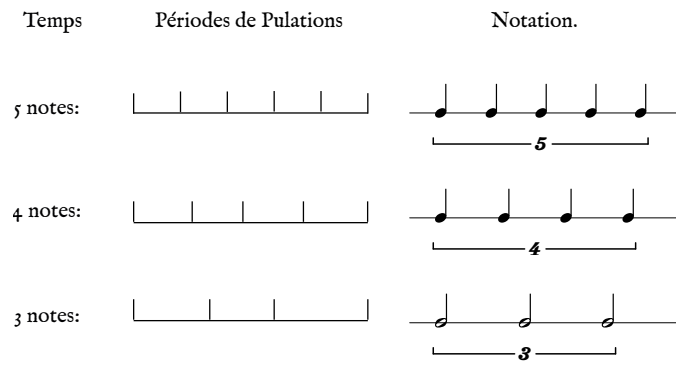 Temps Périodes de Pulations Notation.
5 notes:
5
4 notes:
4
3 notes:
3